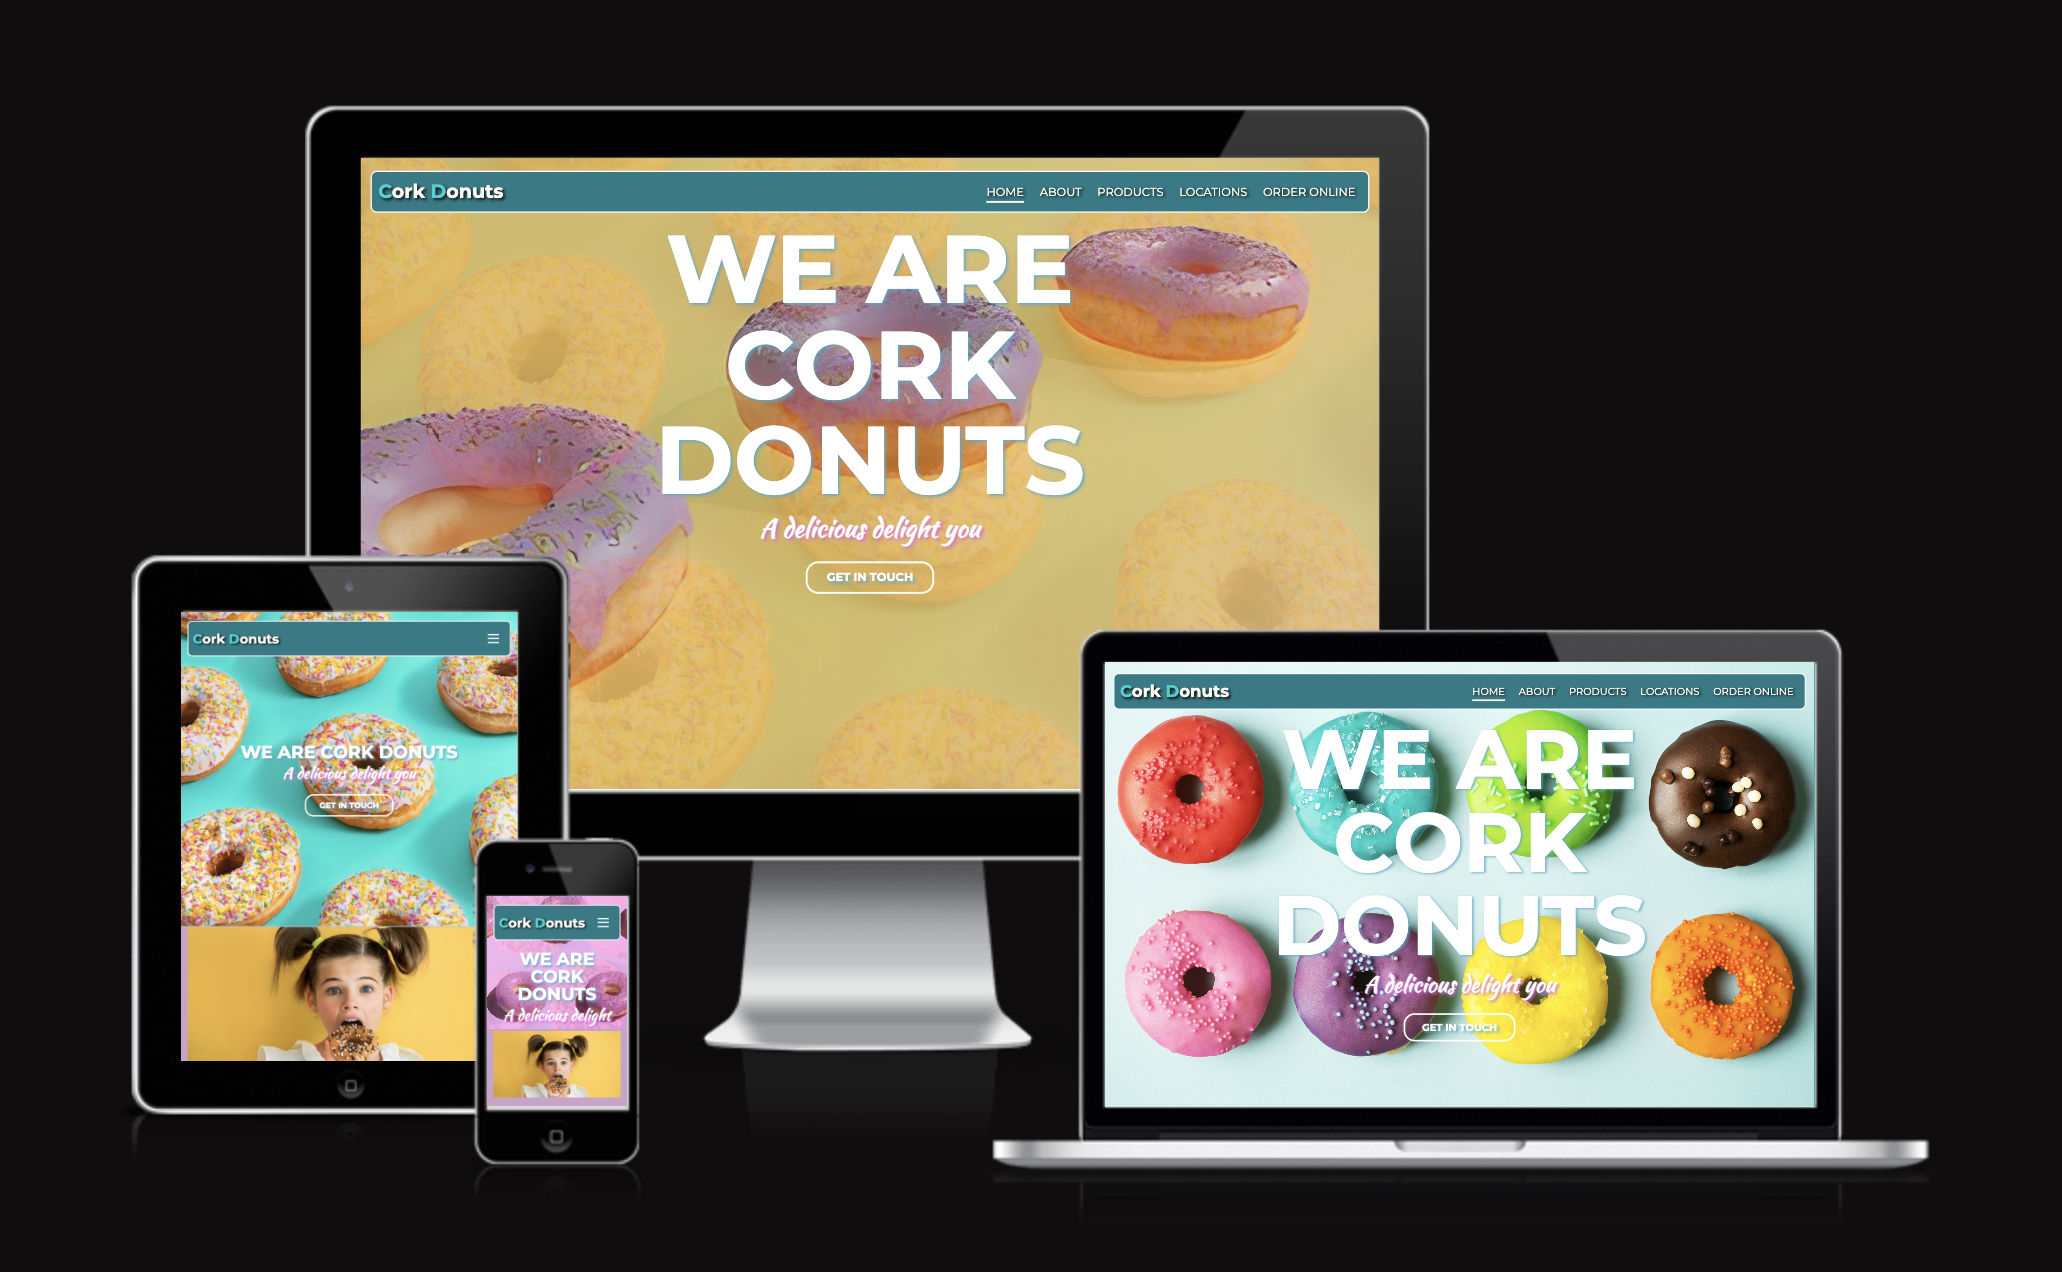 Cork Donuts
HOME ABOUT PRODUCTS LOCATIONS ORDER ONLINE
WE ARE
CORK
DONUTS
A delicious delight you
GET IN TOUCH
Cork Donuts
WE ARE CORK DONUTS
A delicious delight you
GET IN TOUCH
Cork Donuts
WE ARE
CORK
DONUTS
A delicious delight
Cork Donuts
HOME ABOUT PRODUCTS LOCATIONS ORDER ONLINE
WE ARE
CORK
DONUTS
A delicious delight you
GET IN TOUCH